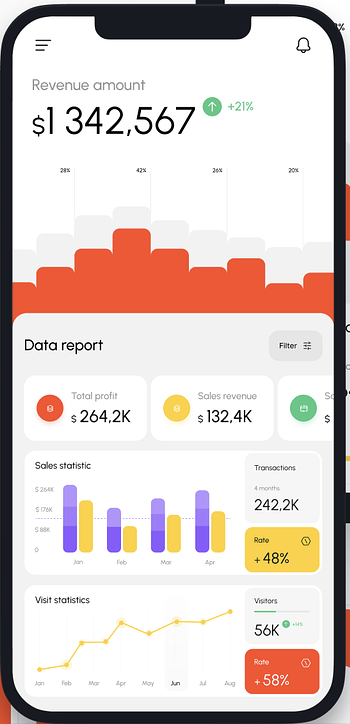 Revenue amount
$1 342,567 +21%
28% 42% 26% 20%
Data report
Filter
Total profit
$ 264,2K
Sales revenue
$ 132,4K
$
Sales statistic
$ 264K
$ 176K
$ 88K
0
Jan Feb Mar Apr
Transactions
4 months
242,2K
Rate
+ 48%
Visit statistics
Jan Feb Mar Apr May Jun Jul Aug
Visitors
56K +14%
Rate
+ 58%